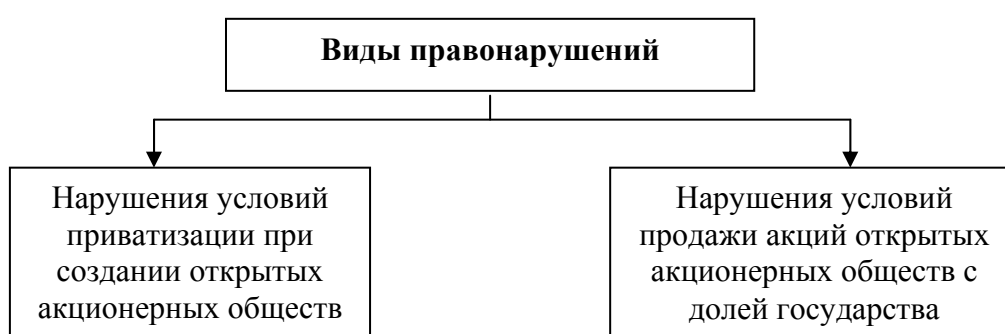 Виды правонарушений
Нарушения условий
приватизации при
создании открытых
акционерных обществ
Нарушения условий
продажи акций открытых
акционерных обществ с
долей государства